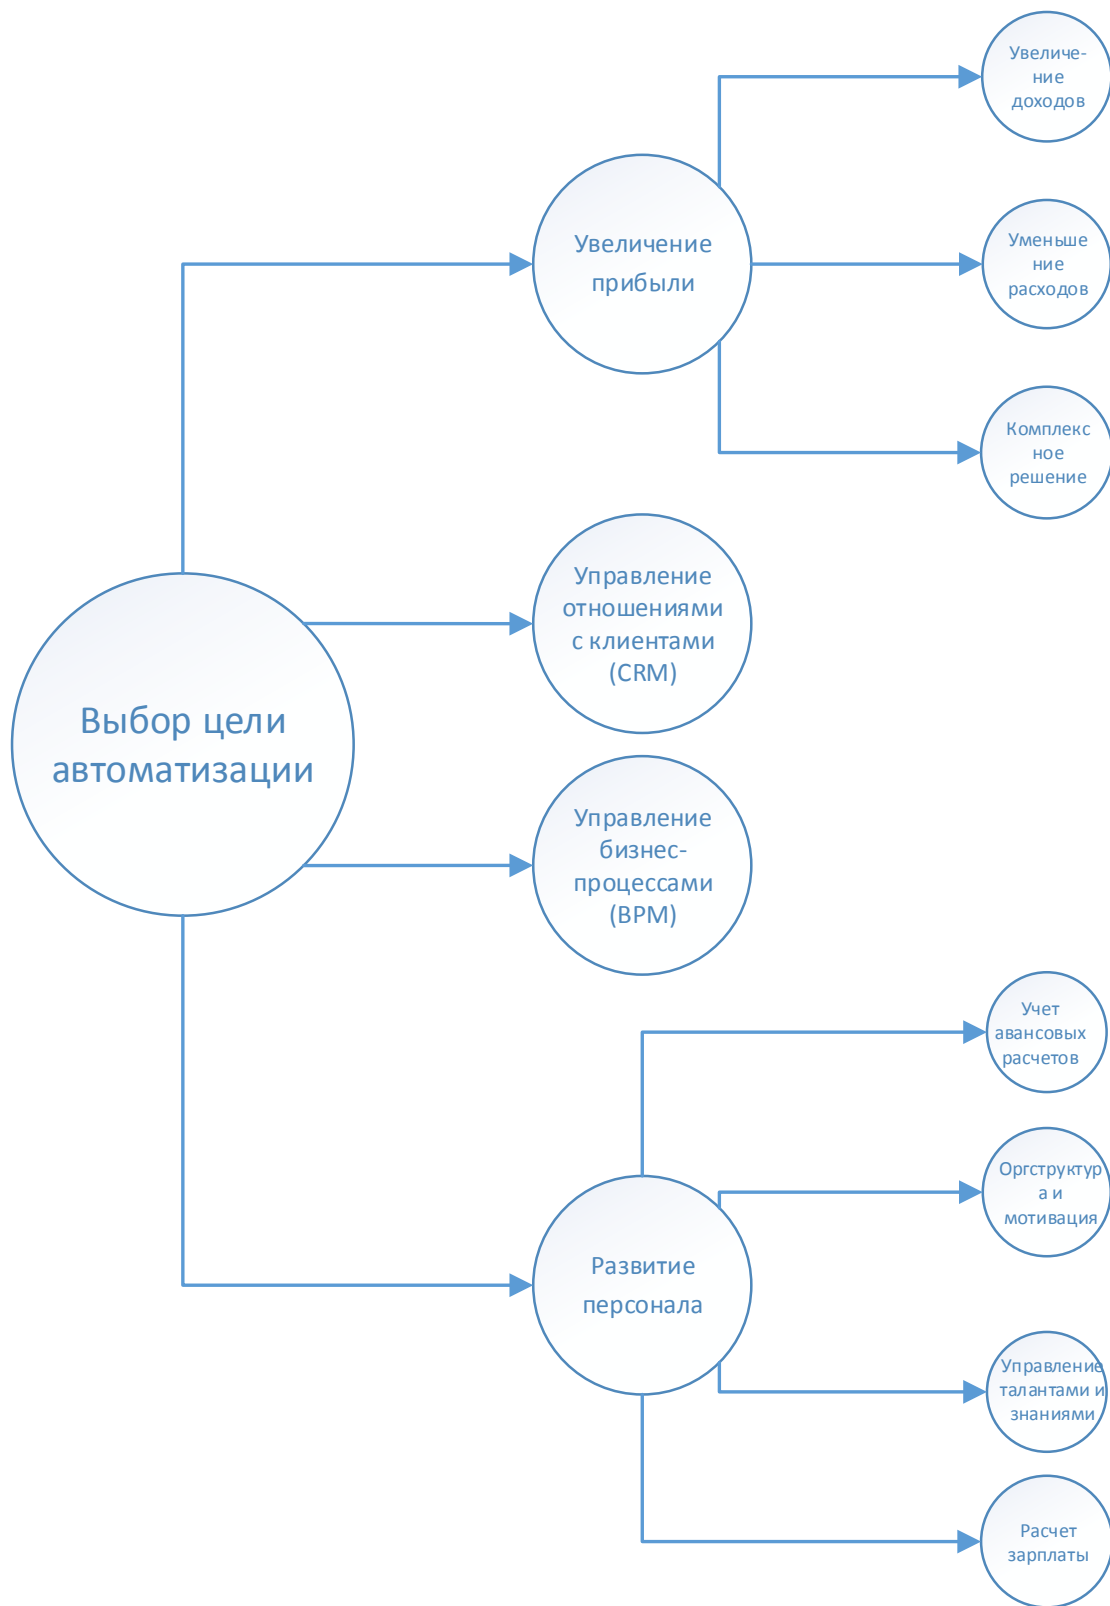 Увеличе-
ние
доходов
Увеличение
прибыли
Уменьше
ние
расходов
Комплекс
ное
решение
Управление
отношениями
с клиентами
(CRM)
Выбор цели
автоматизации
Управление
бизнес-
процессами
(BPM)
Учет
авансовых
расчетов
Оргструктур
а и
мотивация
Развитие
персонала
Управление
талантами и
знаниями
Расчет
зарплаты